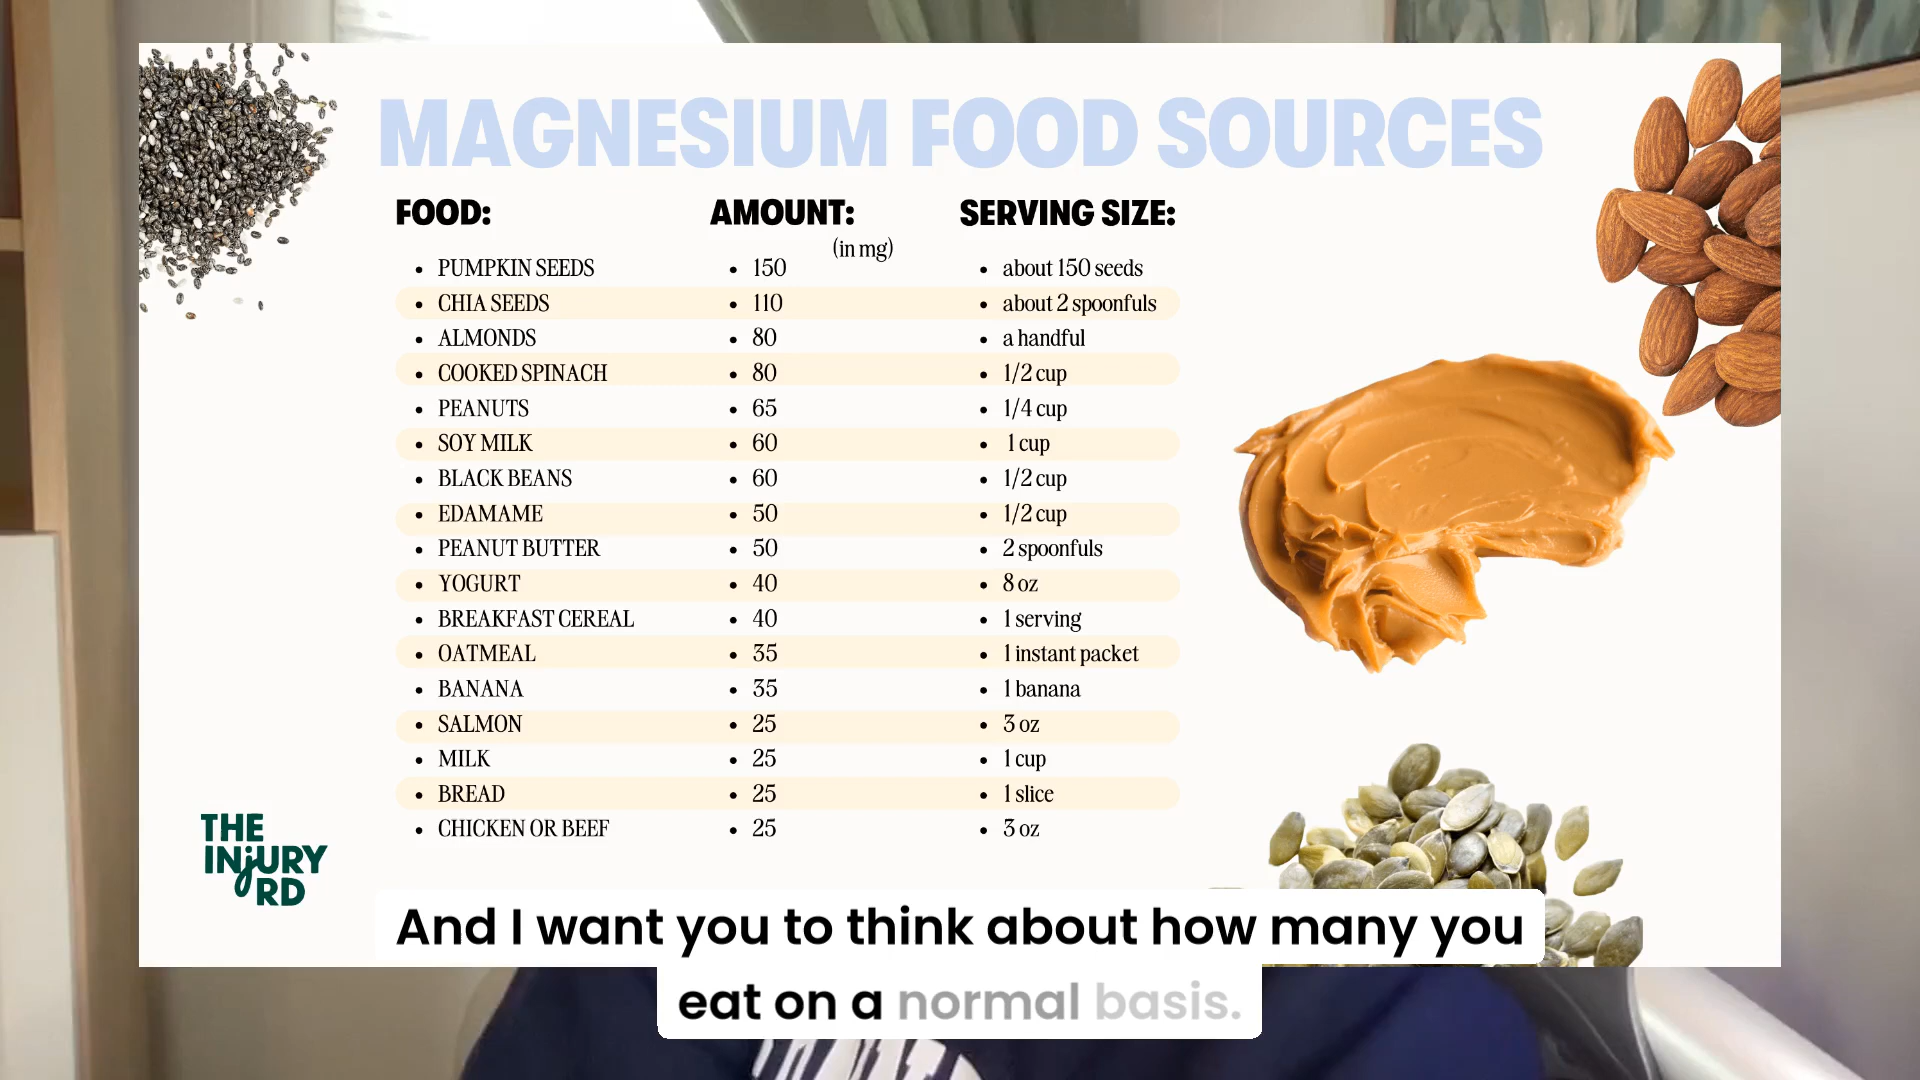 MAGNESIUM FOOD SOURCES
FOOD: AMOUNT: SERVING SIZE:
(in mg)
• PUMPKIN SEEDS • 150 • about 150 seeds
• CHIA SEEDS • 110 • about 2 spoonfuls
• ALMONDS • 80 • a handful
• COOKED SPINACH • 80 • 1/2 cup
• PEANUTS • 65 • 1/4 cup
• SOY MILK • 60 • 1 cup
• BLACK BEANS • 60 • 1/2 cup
• EDAMAME • 50 • 1/2 cup
• PEANUT BUTTER • 50 • 2 spoonfuls
• YOGURT • 40 • 8 oz
• BREAKFAST CEREAL • 40 • 1 serving
• OATMEAL • 35 • 1 instant packet
• BANANA • 35 • 1 banana
• SALMON • 25 • 3 oz
• MILK • 25 • 1 cup
• BREAD • 25 • 1 slice
• CHICKEN OR BEEF • 25 • 3 oz
THE
INjURY
RD
And I want you to think about how many you
eat on a normal basis.